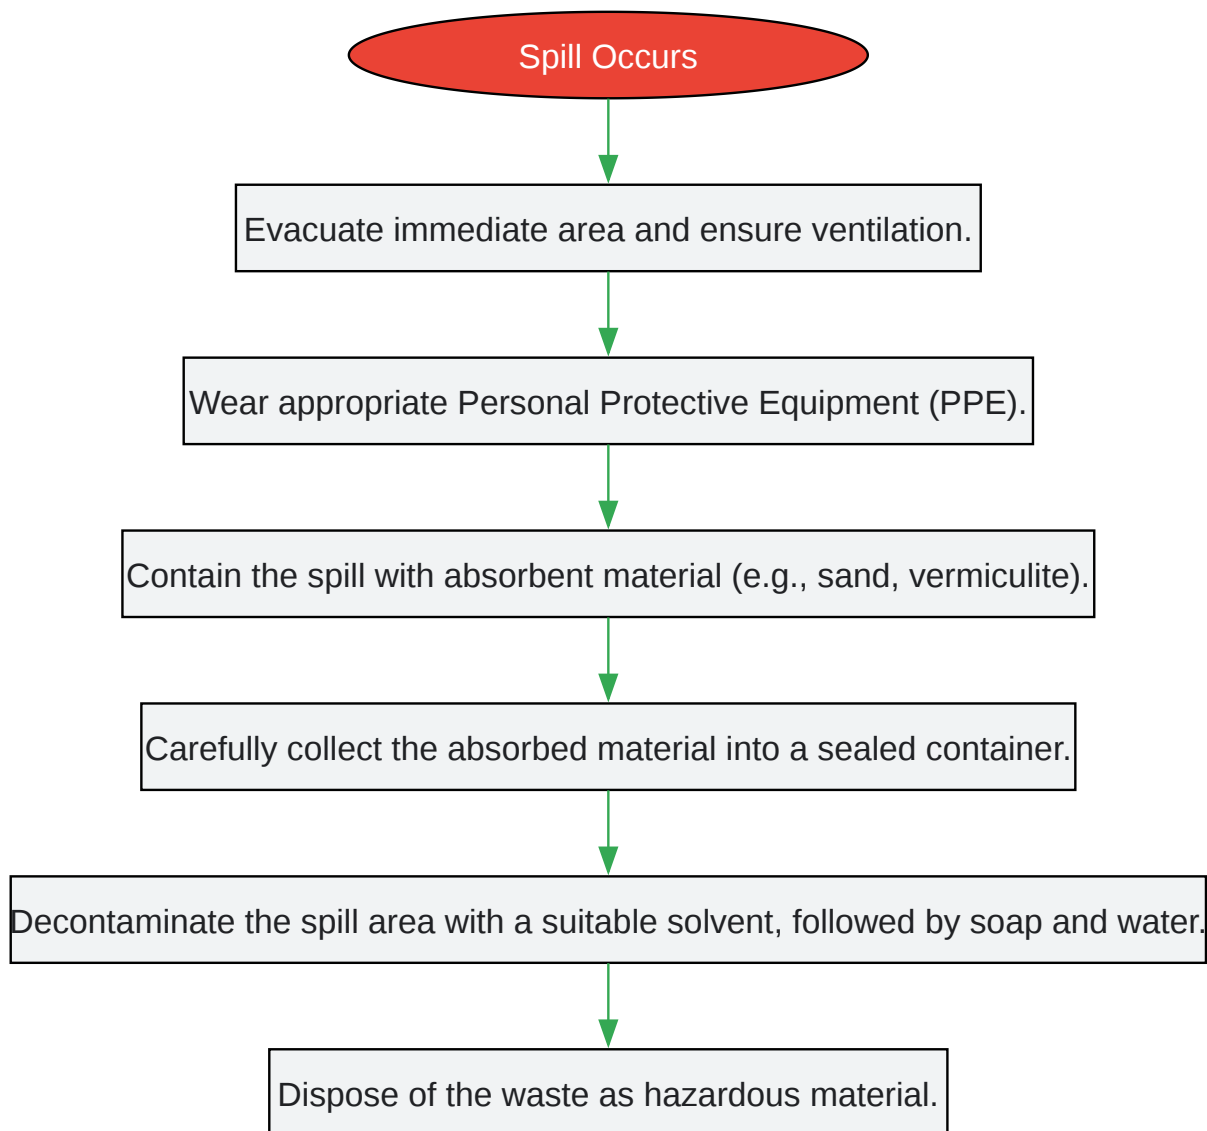 Spill Occurs
Evacuate immediate area and ensure ventilation.
Wear appropriate Personal Protective Equipment (PPE).
Contain the spill with absorbent material (e.g., sand, vermiculite).
Carefully collect the absorbed material into a sealed container.
Decontaminate the spill area with a suitable solvent, followed by soap and water.
Dispose of the waste as hazardous material.